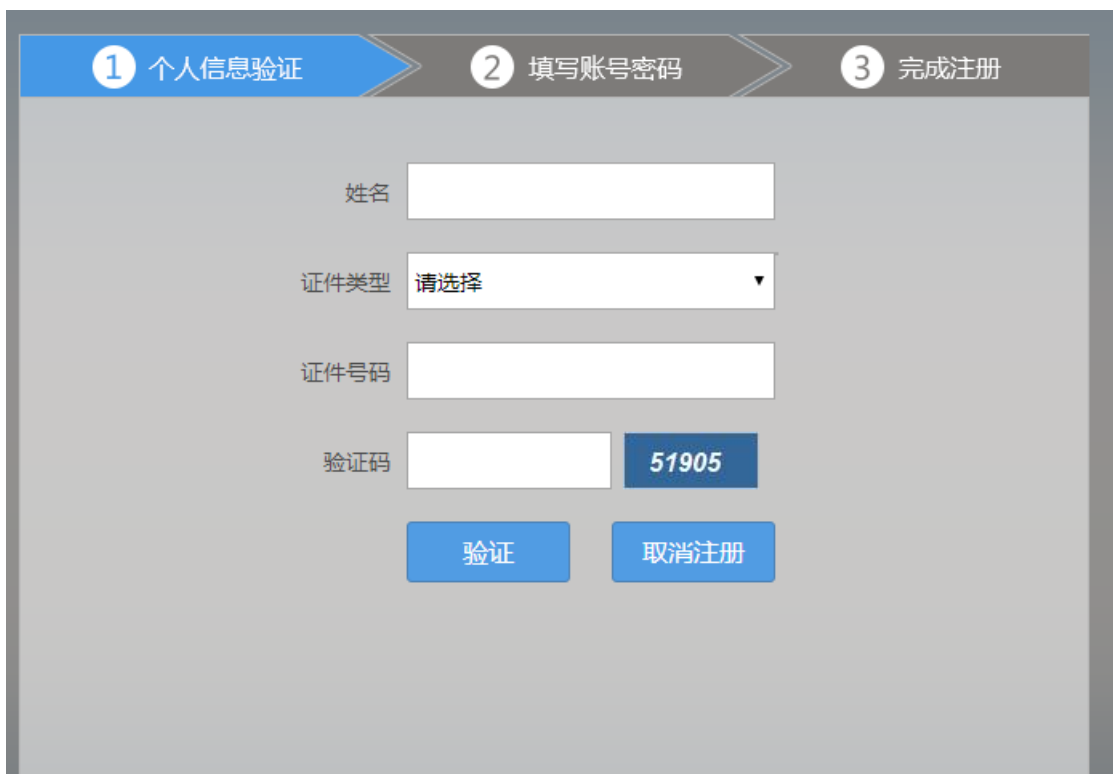 1 个人信息验证 2 填写账号密码 3 完成注册
姓名
证件类型 请选择
证件号码
验证码 51905
验证 取消注册